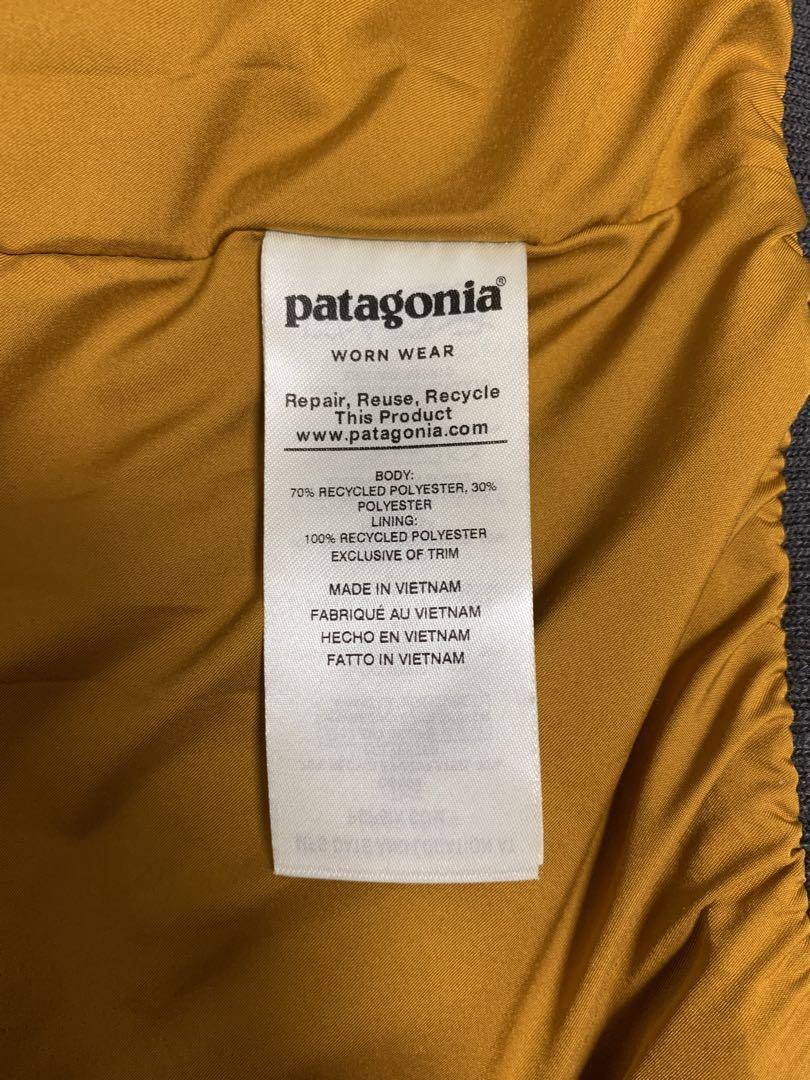 patagonia®
WORN WEAR
Repair, Reuse, Recycle
This Product
www.patagonia.com
BODY:
70% RECYCLED POLYESTER, 30%
POLYESTER
LINING:
100% RECYCLED POLYESTER
EXCLUSIVE OF TRIM
MADE IN VIETNAM
FABRIQUÉ AU VIETNAM
HECHO EN VIETNAM
FATTO IN VIETNAM